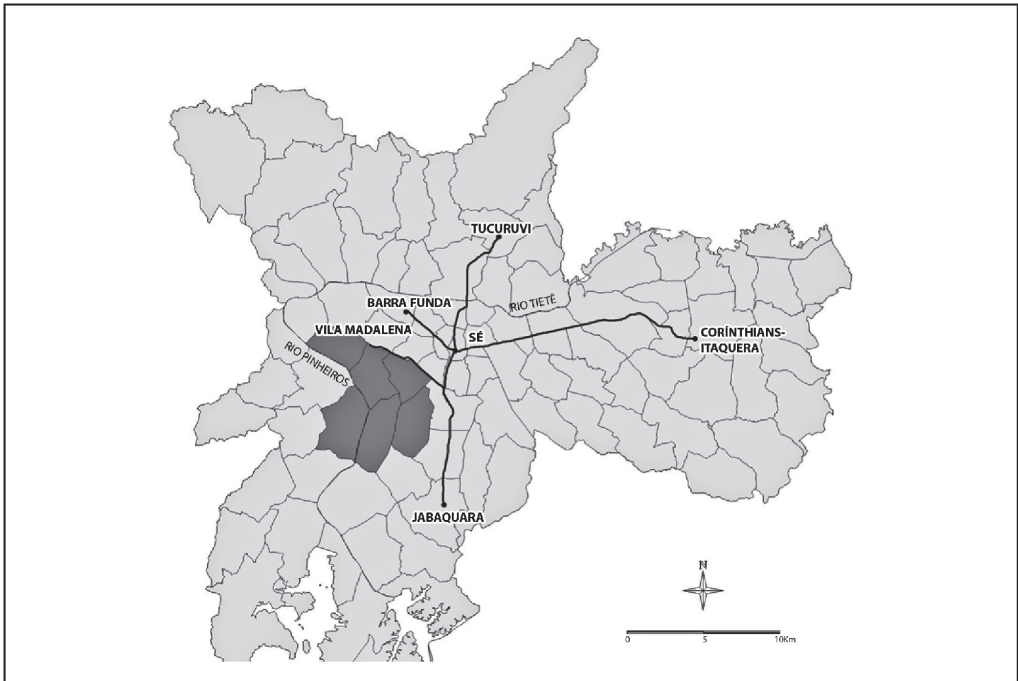 TUCURUVI
BARRA FUNDA
RIO TIETÊ
VILA MADALENA
SÉ
CORÍNTHIANS-
ITAQUERA
RIO PINHEIROS
JABAQUARA
N
0 5 10Km